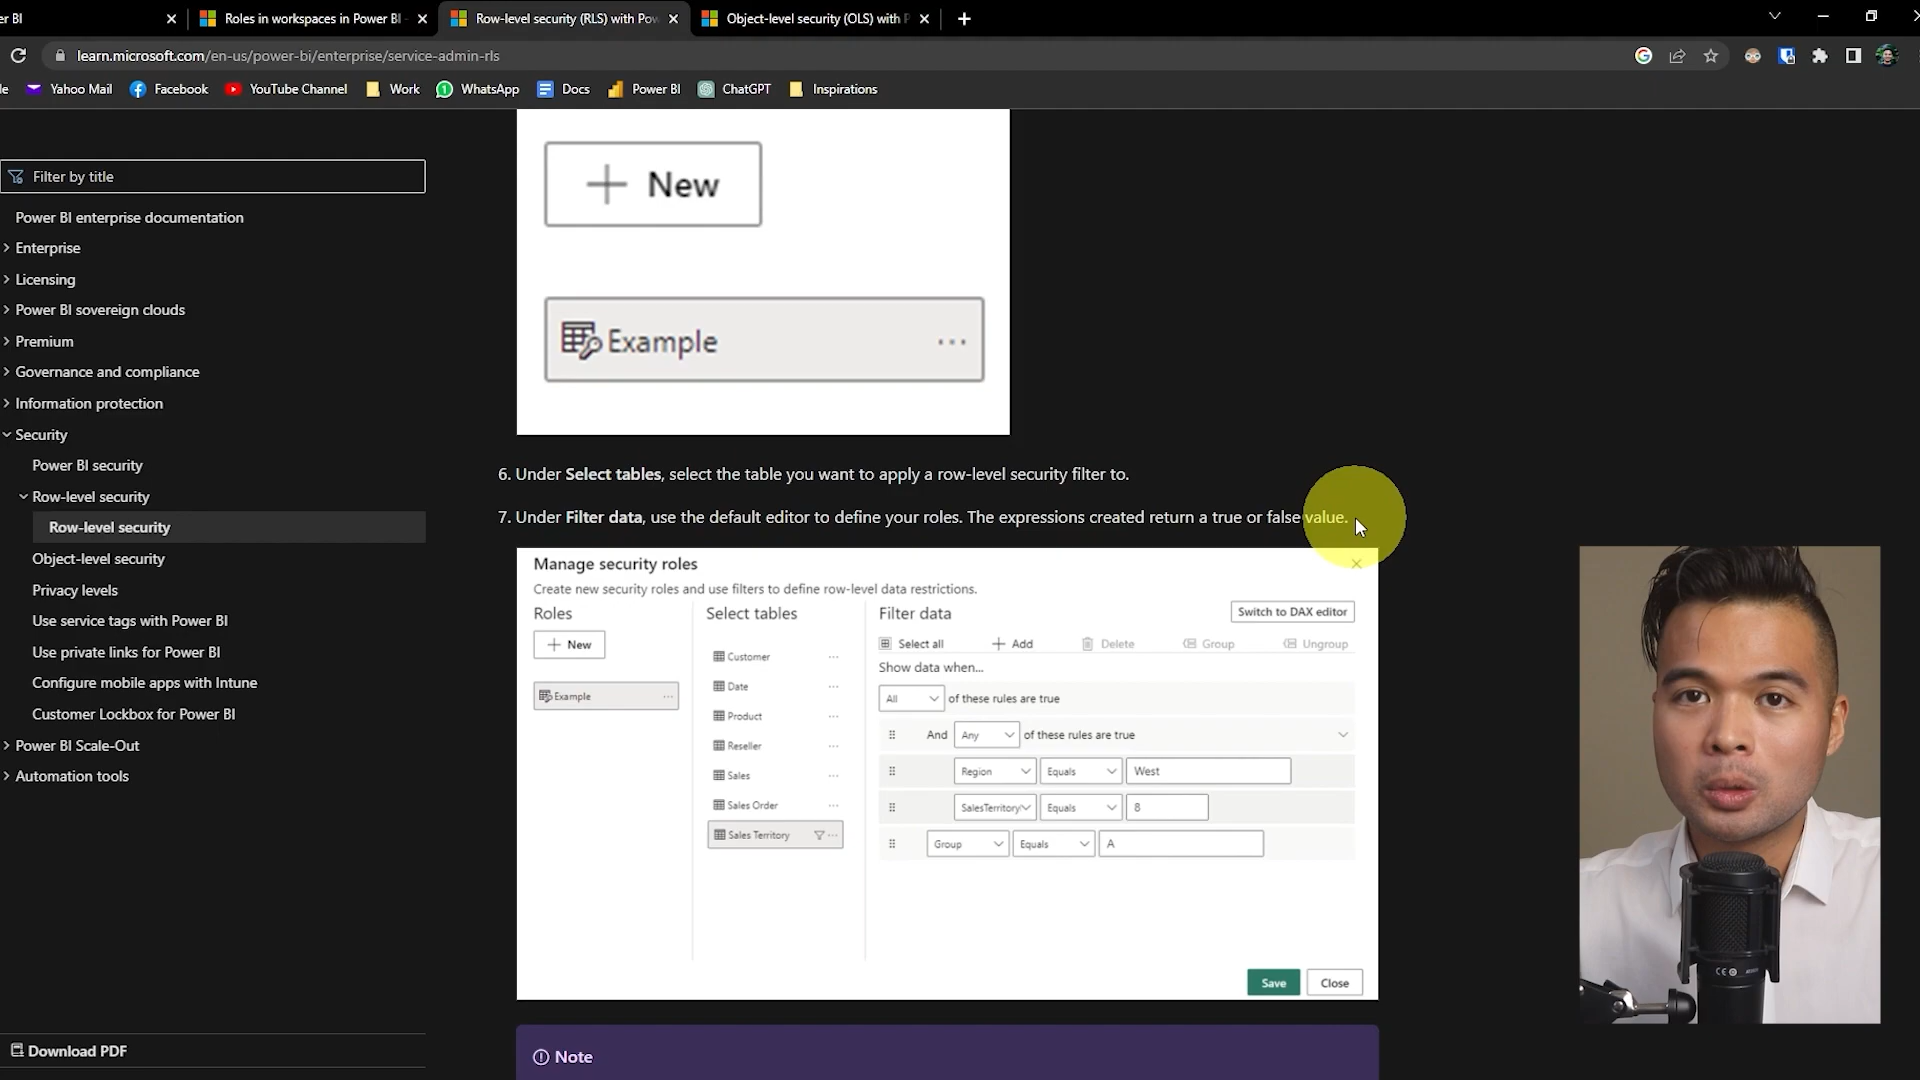 er BI
Roles in workspaces in Power BI -
Row-level security (RLS) with Pow
Object-level security (OLS) with P
learn.microsoft.com/en-us/power-bi/enterprise/service-admin-rls
le
Yahoo Mail
Facebook
YouTube Channel
Work
WhatsApp
Docs
Power BI
ChatGPT
Inspirations
Filter by title
Power BI enterprise documentation
Enterprise
Licensing
Power BI sovereign clouds
Premium
Governance and compliance
Information protection
Security
Power BI security
Row-level security
Row-level security
Object-level security
Privacy levels
Use service tags with Power BI
Use private links for Power BI
Configure mobile apps with Intune
Customer Lockbox for Power BI
Power BI Scale-Out
Automation tools
Download PDF
New
Example
6. Under Select tables, select the table you want to apply a row-level security filter to.
7. Under Filter data, use the default editor to define your roles. The expressions created return a true or false value.
Manage security roles
Create new security roles and use filters to define row-level data restrictions.
Roles
New
Example
Select tables
Customer
Date
Product
Reseller
Sales
Sales Order
Sales Territory
Filter data
Switch to DAX editor
Select all
Add
Delete
Group
Ungroup
Show data when...
All of these rules are true
And Any of these rules are true
Region Equals West
SalesTerritory Equals 8
Group Equals A
Save
Close
Note
CE